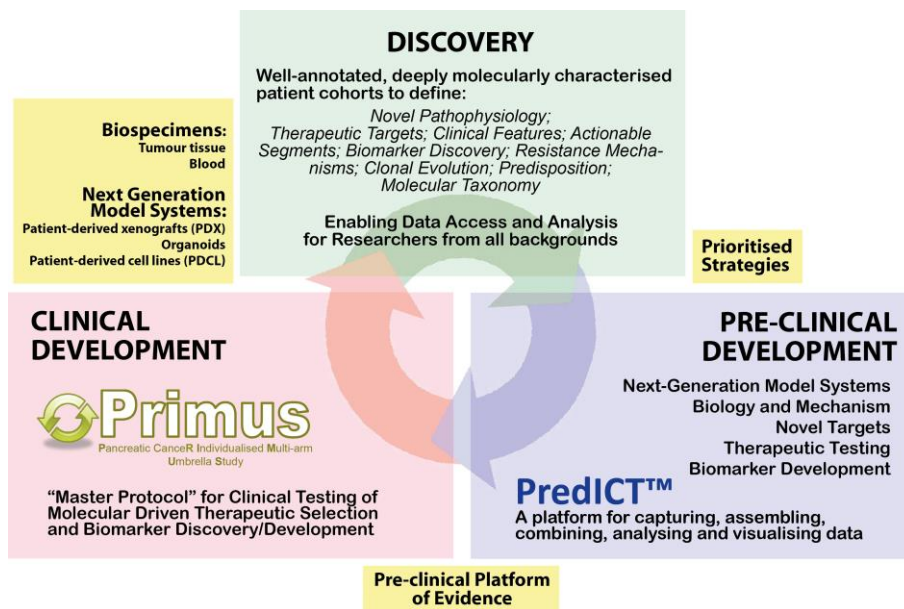 DISCOVERY
Well-annotated, deeply molecularly characterised
patient cohorts to define:
Novel Pathophysiology;
Therapeutic Targets; Clinical Features; Actionable
Segments; Biomarker Discovery; Resistance Mecha-
nisms; Clonal Evolution; Predisposition;
Molecular Taxonomy
Enabling Data Access and Analysis
for Researchers from all backgrounds
Biospecimens:
Tumour tissue
Blood
Next Generation
Model Systems:
Patient-derived xenografts (PDX)
Organoids
Patient-derived cell lines (PDCL)
Prioritised
Strategies
CLINICAL
DEVELOPMENT
Primus
Pancreatic CanceR Individualised Multi-arm
Umbrella Study
“Master Protocol” for Clinical Testing of
Molecular Driven Therapeutic Selection
and Biomarker Discovery/Development
PRE-CLINICAL
DEVELOPMENT
Next-Generation Model Systems
Biology and Mechanism
Novel Targets
Therapeutic Testing
Biomarker Development
PredICT™
A platform for capturing, assembling,
combining, analysing and visualising data
Pre-clinical Platform
of Evidence